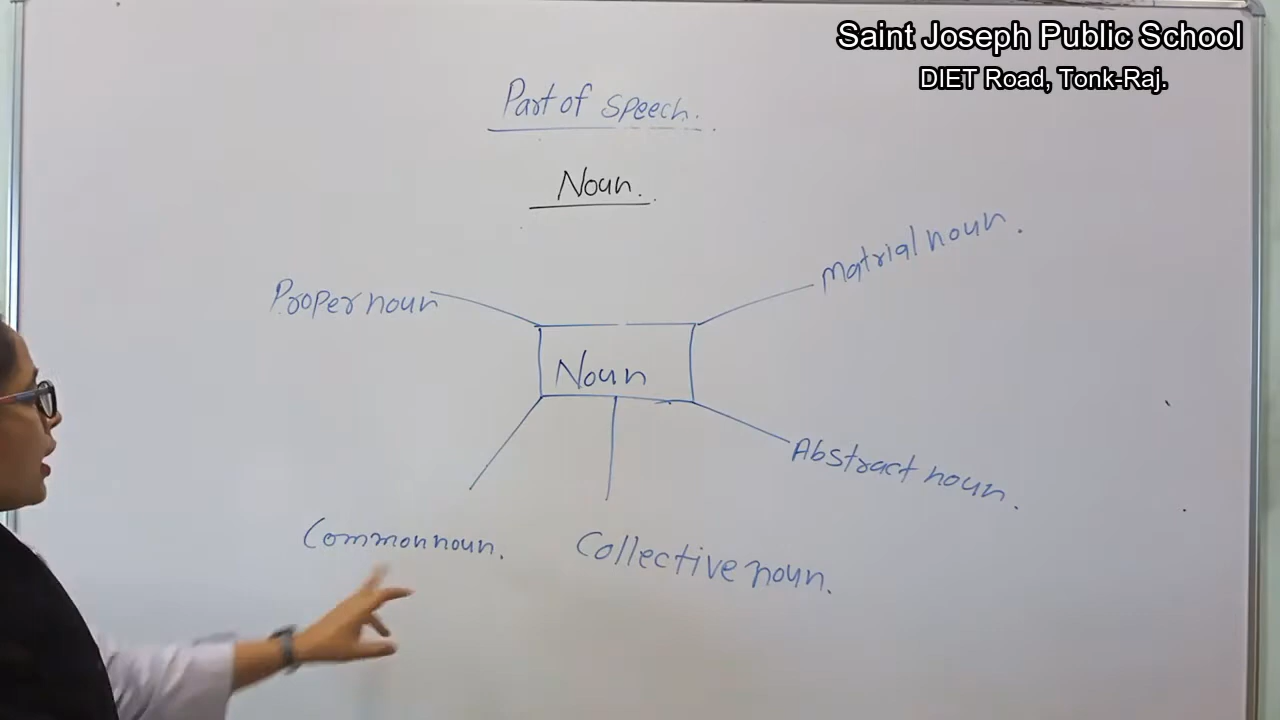 Saint Joseph Public School
DIET Road, Tonk-Raj.
Part of speech.
Noun.
Matrial noun.
Proper noun
Noun
Abstract noun.
Common noun.
Collective noun.